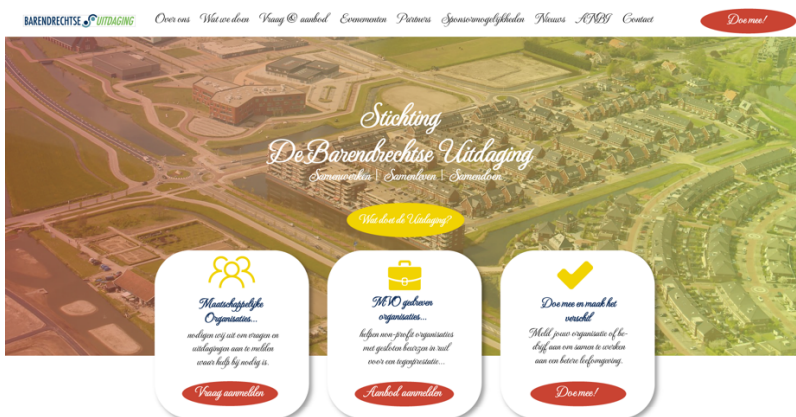 BARENDRECHTSE UITDAGING
Over ons Wat we doen Vraag @ aanbod Evenementen Partners Sponsormogelijkheden Nieuws ANBI Contact Doe mee!
Stichting
De Barendrechtse Uitdaging
Samenwerken | Samenleven | Samendoen
Wat doet de Uitdaging?
Maatschappelijke
Organisaties...
nodigen wij uit om vragen en
uitdagingen aan te melden
waar hulp bij nodig is.
Vraag aanmelden
MVO gedreven
organisaties...
helpen non-profit organisaties
met gesloten beurzen in ruil
voor een tegenprestatie...
Aanbod aanmelden
Doe mee en maak het
verschil
Meld jouw organisatie of be-
drijf aan om samen te werken
aan een betere leefomgeving.
Doe mee!